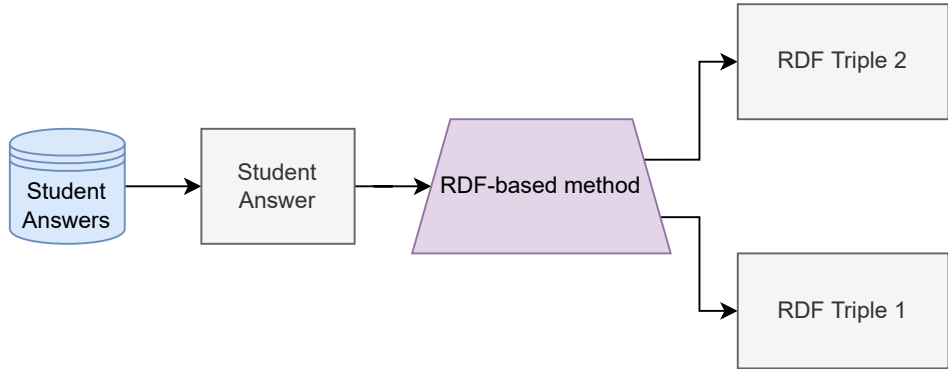 Student
Answers
Student
Answer
RDF-based method
RDF Triple 2
RDF Triple 1